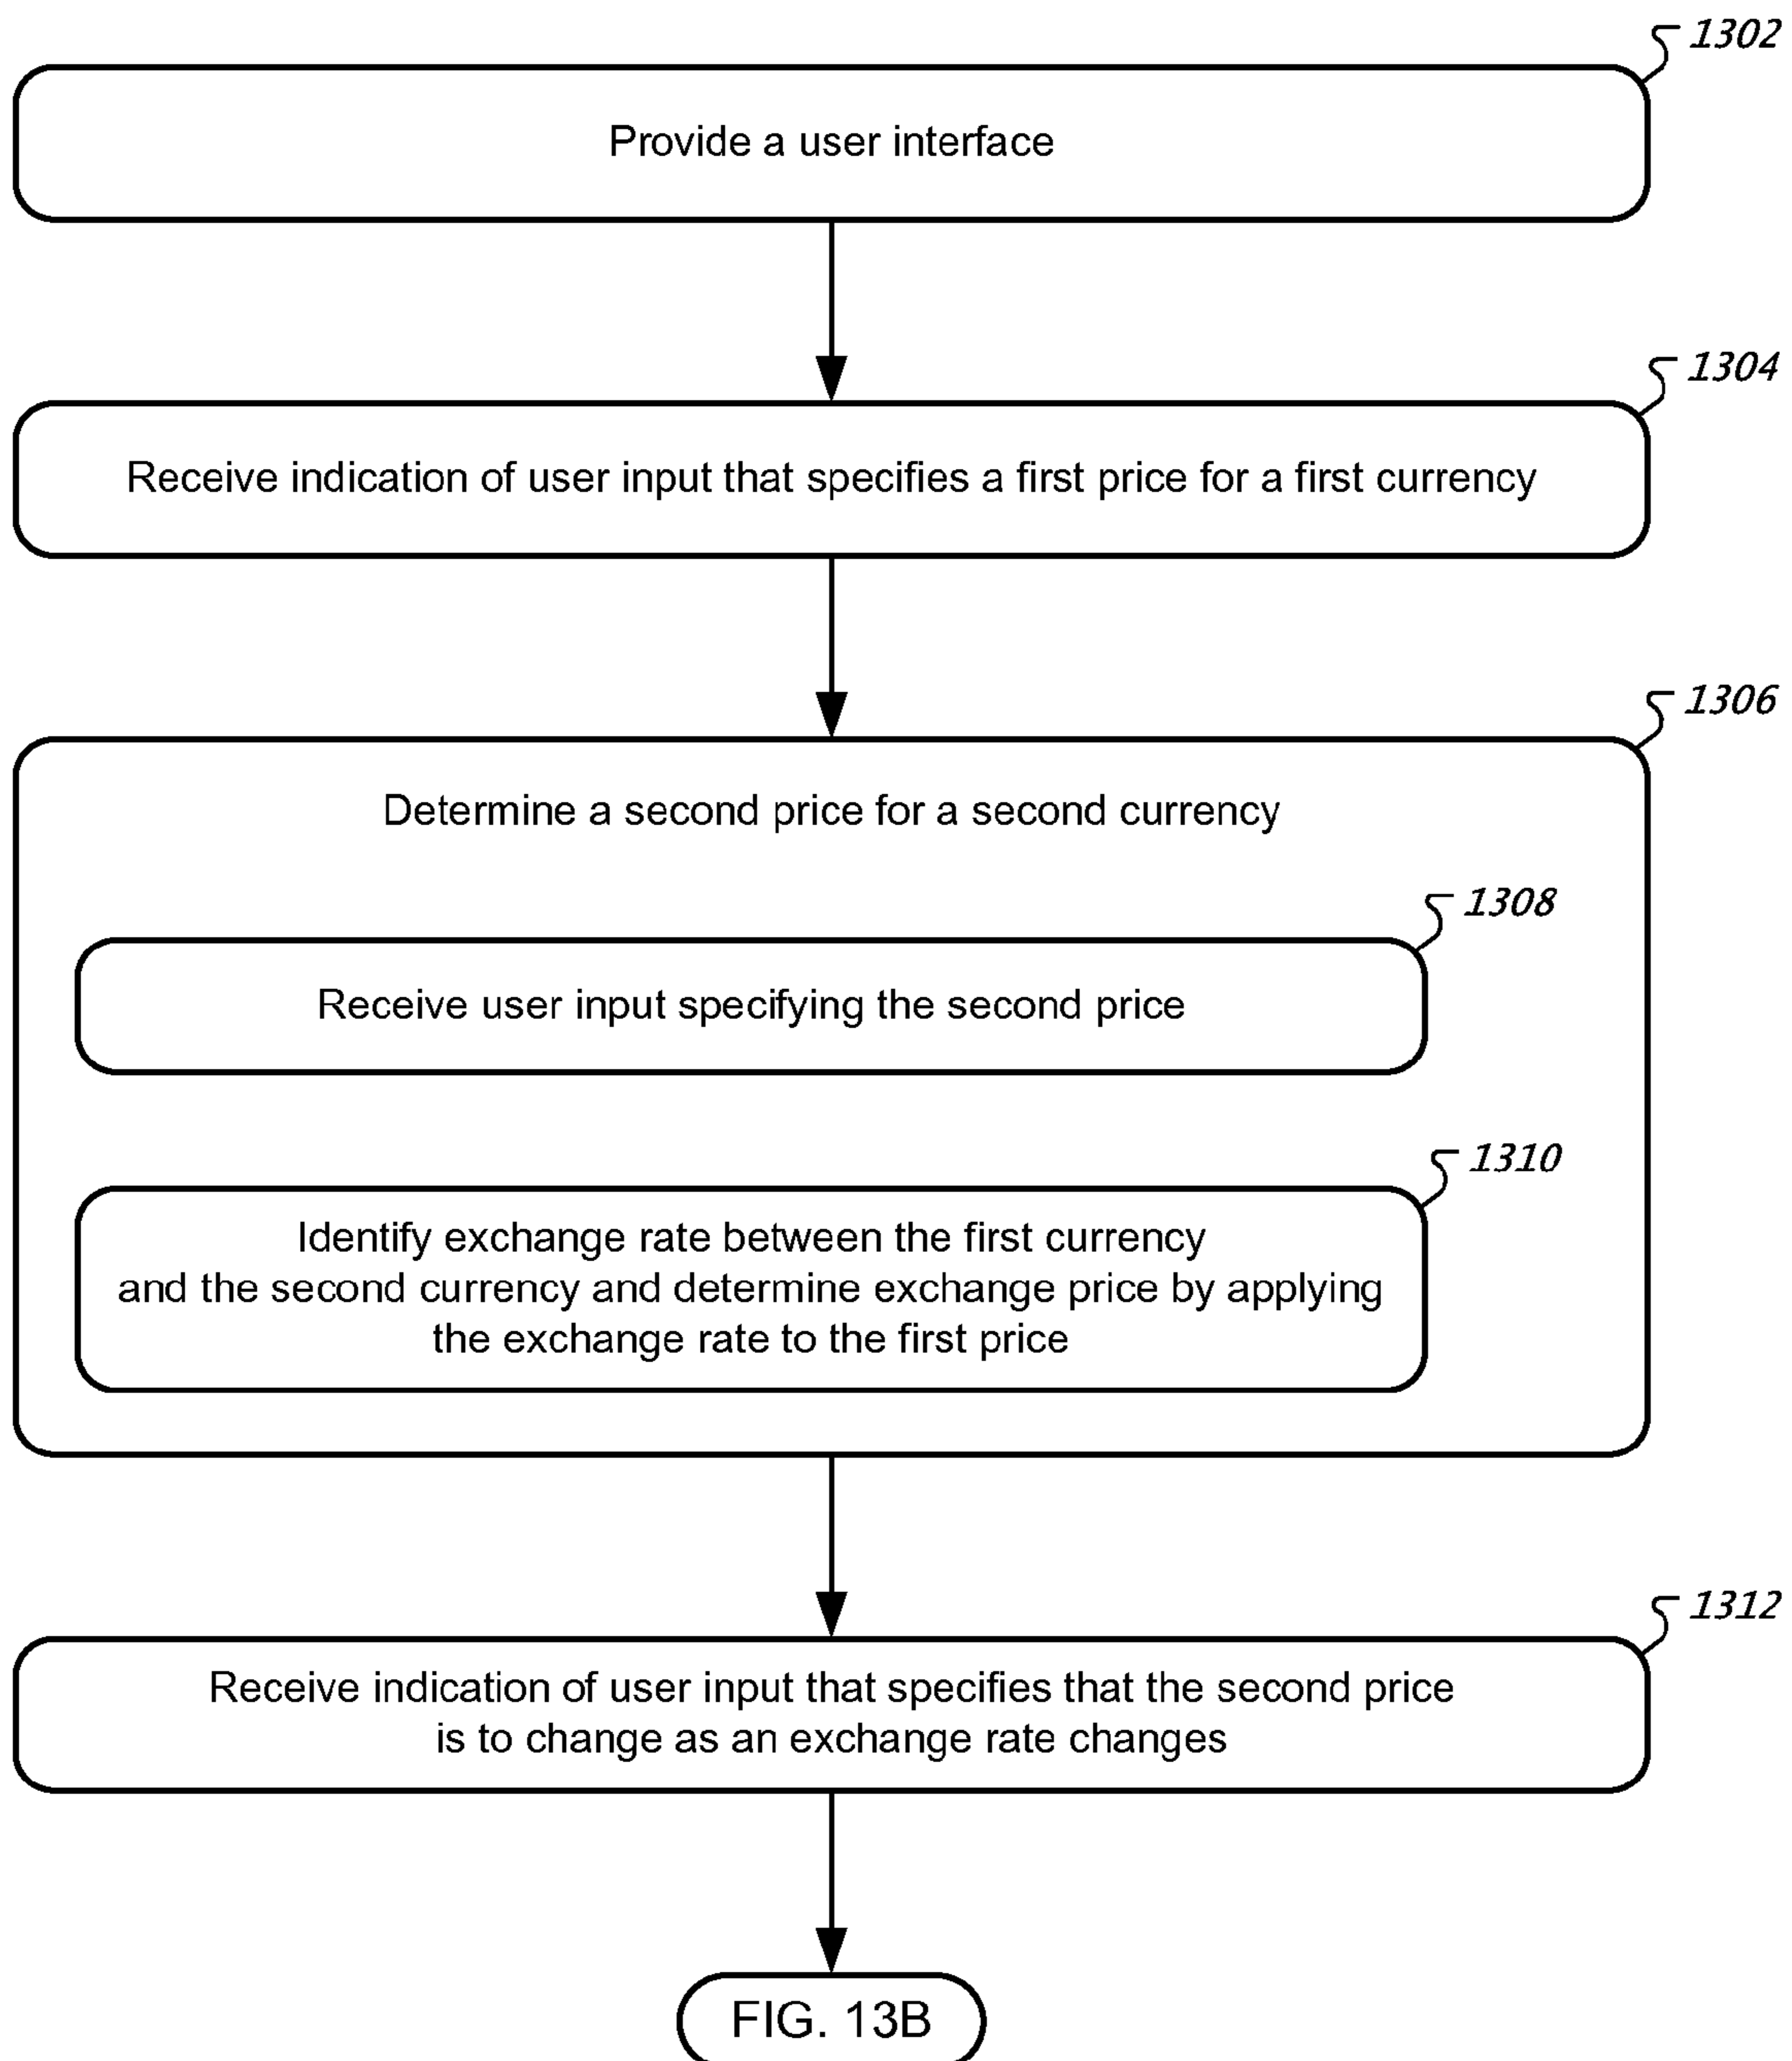 1302
Provide a user interface
1304
Receive indication of user input that specifies a first price for a first currency
1306
Determine a second price for a second currency
1308
Receive user input specifying the second price
1310
Identify exchange rate between the first currency
and the second currency and determine exchange price by applying
the exchange rate to the first price
1312
Receive indication of user input that specifies that the second price
is to change as an exchange rate changes
FIG. 13B